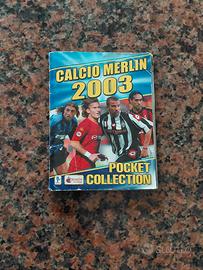 CALCIO MERLIN
2003
POCKET
COLLECTION